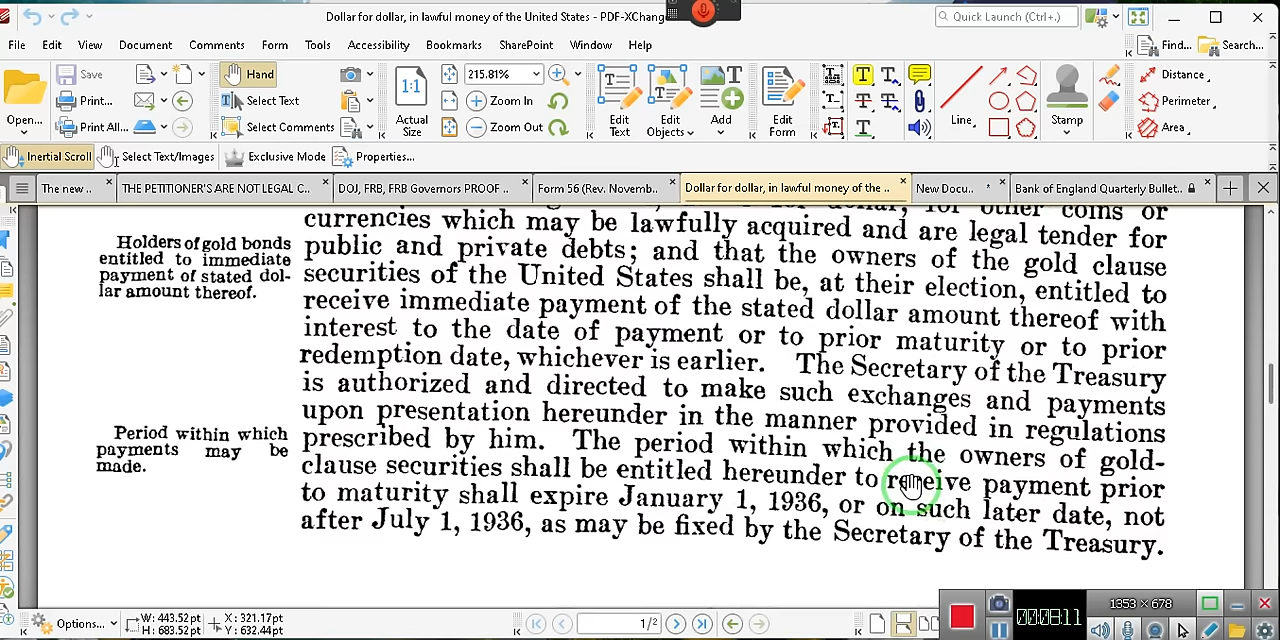 Dollar for dollar, in lawful money of the United States - PDF-XChang
Quick Launch (Ctrl+.)
File Edit View Document Comments Form Tools Accessibility Bookmarks SharePoint Window Help
Find... Search...
Open...
Save
Print...
Print All...
Hand
Select Text
Select Comments
1:1
Actual Size
215.81%
Zoom In
Zoom Out
Edit Text
Edit Objects
Add
Edit Form
Line
Stamp
Distance
Perimeter
Area
Inertial Scroll Select Text/Images Exclusive Mode Properties...
The new .. THE PETITIONER'S ARE NOT LEGAL C... DOJ, FRB, FRB Governors PROOF .. Form 56 (Rev. Novemb.. Dollar for dollar, in lawful money of the .. New Docu.. * Bank of England Quarterly Bullet..
for other coins or
currencies which may be lawfully acquired and are legal tender for
public and private debts; and that the owners of the gold clause
securities of the United States shall be, at their election, entitled to
receive immediate payment of the stated dollar amount thereof with
interest to the date of payment or to prior maturity or to prior
redemption date, whichever is earlier. The Secretary of the Treasury
is authorized and directed to make such exchanges and payments
upon presentation hereunder in the manner provided in regulations
prescribed by him. The period within which the owners of gold-
clause securities shall be entitled hereunder to receive payment prior
to maturity shall expire January 1, 1936, or on such later date, not
after July 1, 1936, as may be fixed by the Secretary of the Treasury.
Holders of gold bonds
entitled to immediate
payment of stated dol-
lar amount thereof.
Period within which
payments may be
made.
Options...
W: 443.52pt
H: 683.52pt
X: 321.17pt
Y: 632.44pt
1/2
000811
1353 × 678